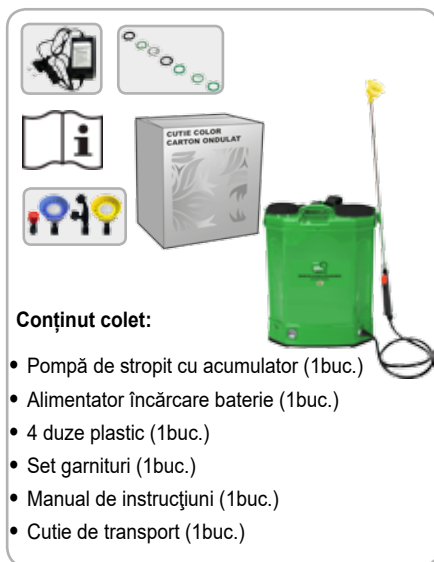 CUTIE COLOR
CARTON ONDULAT
Conținut colet:
• Pompă de stropit cu acumulator (1buc.)
• Alimentator încărcare baterie (1buc.)
• 4 duze plastic (1buc.)
• Set garnituri (1buc.)
• Manual de instrucţiuni (1buc.)
• Cutie de transport (1buc.)